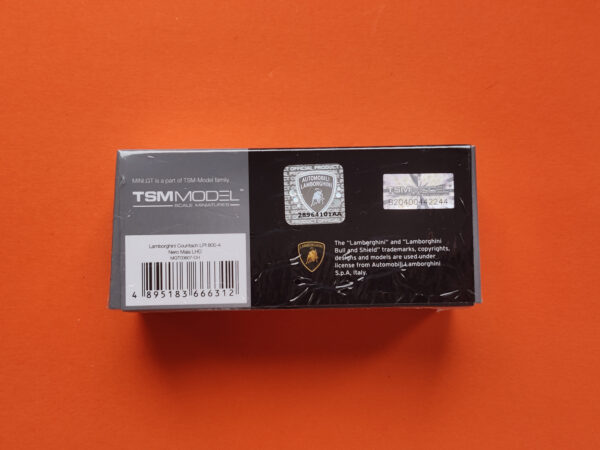 MINI GT is a part of TSM-Model family
TSMMODEL
SCALE MINIATURES
Lamborghini Countach LPI 800-4
Nero Maia LHD
4 895183 666312
OFFICIAL PRODUCT
AUTOMOBILI
LAMBORGHINI
28964101AA
TSM
B20400442244
The "Lamborghini" and "Lamborghini
Bull and Shield" trademarks, copyrights,
designs and models are used under
license from Automobili Lamborghini
S.p.A, Italy.